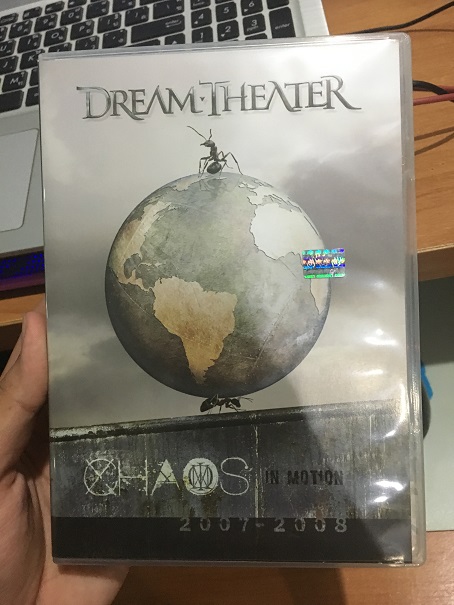 DREAM·THEATER
CHAOS IN MOTION
2007-2008